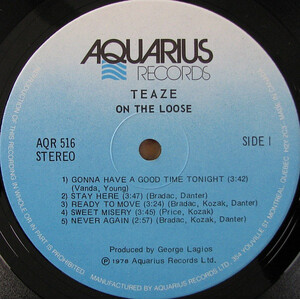 AQUARIUS
RECORDS
TEAZE
ON THE LOOSE
AQR 516
STEREO
SIDE I
1) GONNA HAVE A GOOD TIME TONIGHT (3:42)
(Vanda, Young)
2) STAY HERE (3:47) (Bradac, Danter)
3) READY TO MOVE (3:24) (Bradac, Kozak, Danter)
4) SWEET MISERY (3:45) (Price, Kozak)
5) NEVER AGAIN (2:57) (Bradac, Danter)
Produced by George Lagios
℗ 1978 Aquarius Records Ltd.
MANUFACTURED BY AQUARIUS RECORDS LTD.